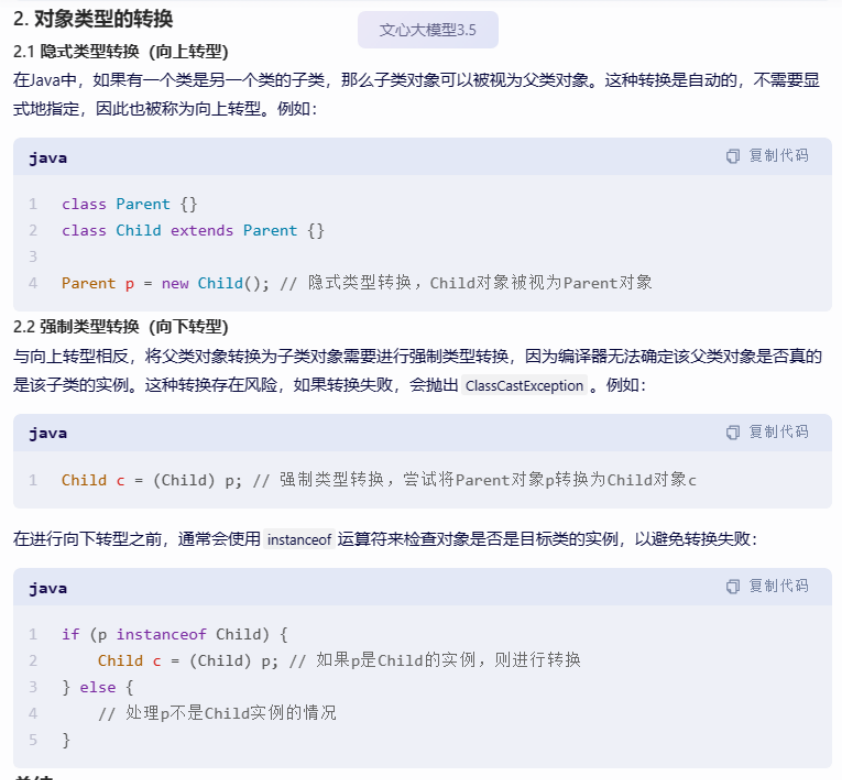 2. 对象类型的转换
文心大模型3.5
2.1 隐式类型转换（向上转型）
在Java中，如果有一个类是另一个类的子类，那么子类对象可以被视为父类对象。这种转换是自动的，不需要显
式地指定，因此也被称为向上转型。例如：
java
复制代码
1 class Parent {}
2 class Child extends Parent {}
3
4 Parent p = new Child(); // 隐式类型转换，Child对象被视为Parent对象
2.2 强制类型转换（向下转型）
与向上转型相反，将父类对象转换为子类对象需要进行强制类型转换，因为编译器无法确定该父类对象是否真的
是该子类的实例。这种转换存在风险，如果转换失败，会抛出 ClassCastException 。例如：
java
复制代码
1 Child c = (Child) p; // 强制类型转换，尝试将Parent对象p转换为Child对象c
在进行向下转型之前，通常会使用 instanceof 运算符来检查对象是否是目标类的实例，以避免转换失败：
java
复制代码
1 if (p instanceof Child) {
2     Child c = (Child) p; // 如果p是Child的实例，则进行转换
3 } else {
4     // 处理p不是Child实例的情况
5 }